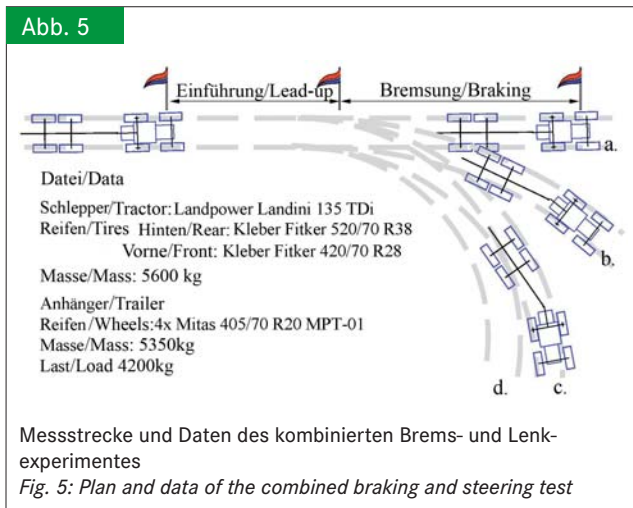 Abb. 5
Einführung/Lead-up
Bremsung/Braking
a.
b.
Datei/Data
Schlepper/Tractor: Landpower Landini 135 TDi
Reifen/Tires Hinten/Rear: Kleber Fitker 520/70 R38
Vorne/Front: Kleber Fitker 420/70 R28
Masse/Mass: 5600 kg
Anhänger/Trailer
Reifen/Wheels:4x Mitas 405/70 R20 MPT-01
Masse/Mass: 5350kg
Last/Load 4200kg
d. c.
Messstrecke und Daten des kombinierten Brems- und Lenk-
experimentes
Fig. 5: Plan and data of the combined braking and steering test